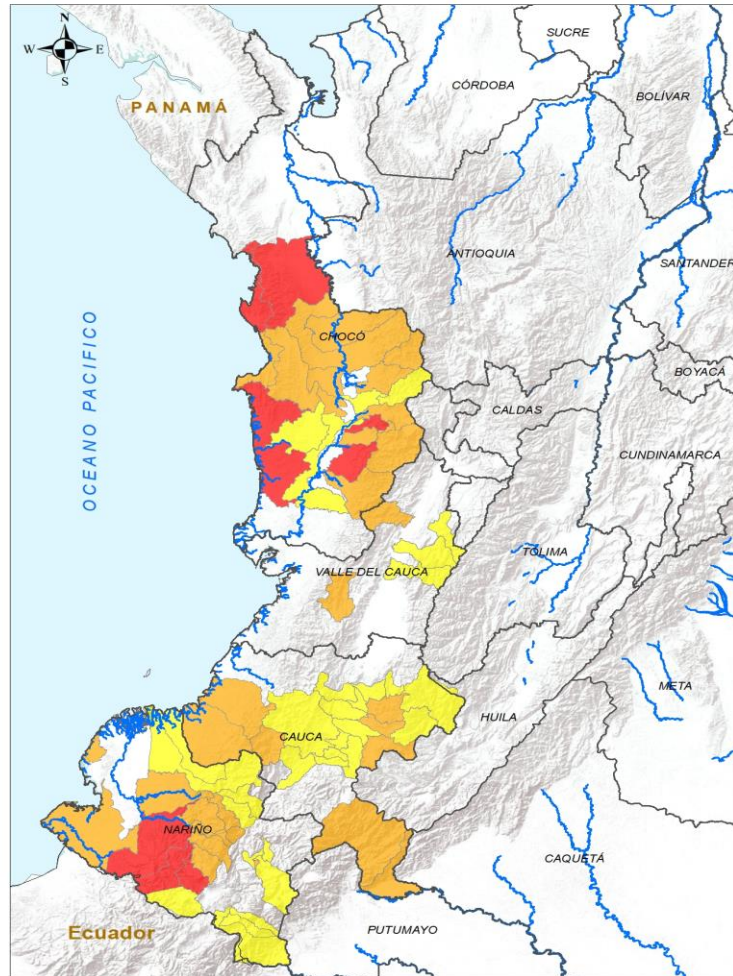 N
W E
S
SUCRE
CÓRDOBA
BOLÍVAR
PANAMÁ
ANTIOQUIA
SANTANDER
OCEANO PACIFICO
CHOCÓ
BOYACÁ
CALDAS
CUNDINAMARCA
TOLIMA
VALLE DEL CAUCA
META
HUILA
CAUCA
NARIÑO
CAQUETÁ
Ecuador
PUTUMAYO